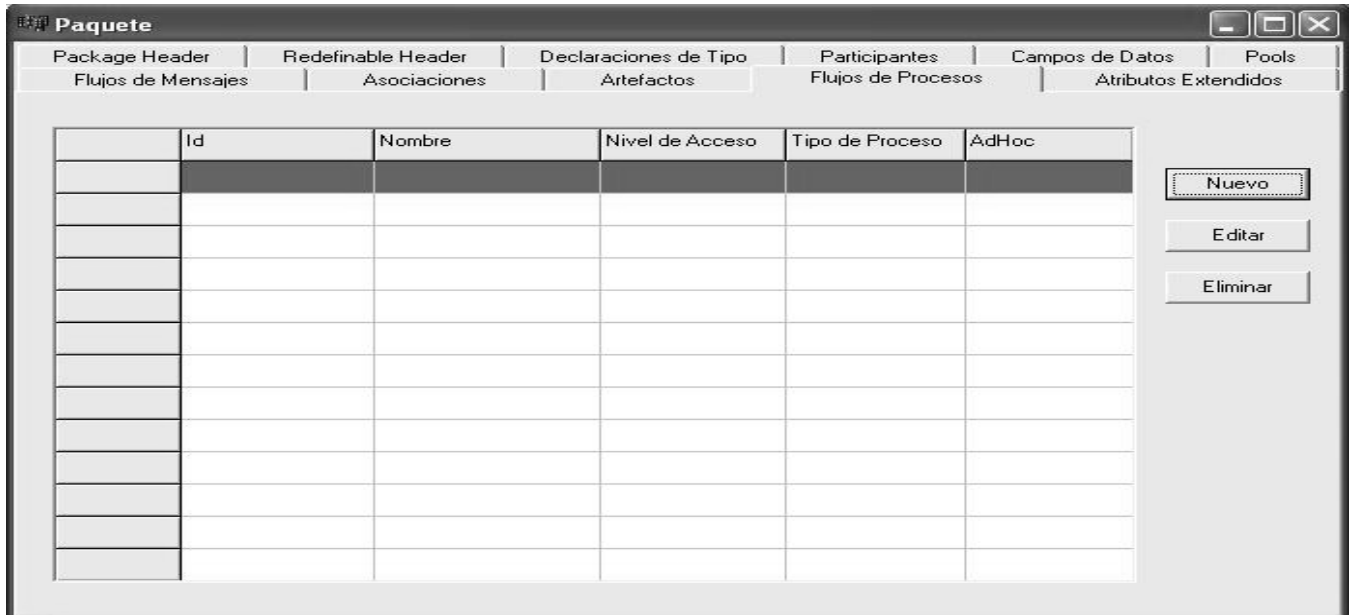 Paquete
Package Header Redefinable Header Declaraciones de Tipo Participantes Campos de Datos Pools
Flujos de Mensajes Asociaciones Artefactos Flujos de Procesos Atributos Extendidos
Id Nombre Nivel de Acceso Tipo de Proceso AdHoc
Nuevo
Editar
Eliminar